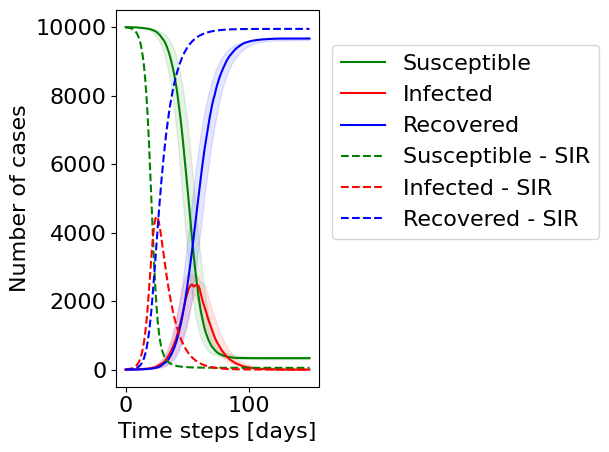 10000
8000
6000
4000
2000
0
Number of cases
0
100
Time steps [days]
Susceptible
Infected
Recovered
Susceptible - SIR
Infected - SIR
Recovered - SIR